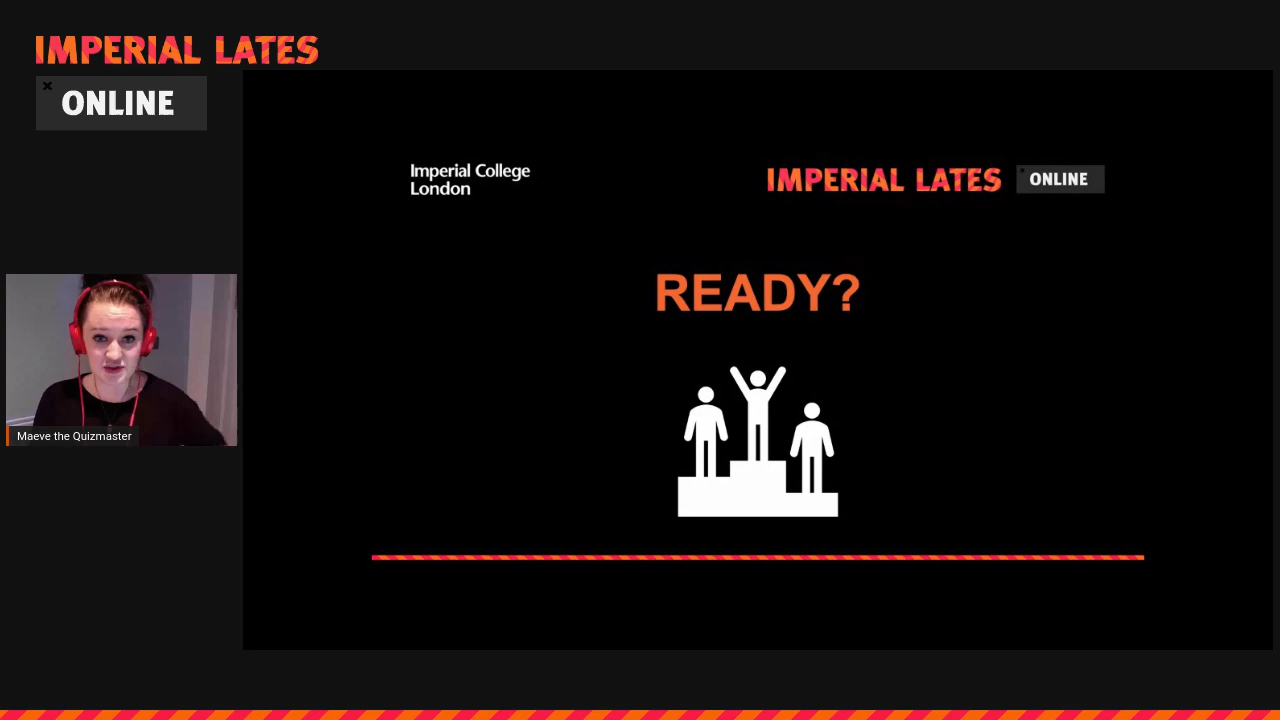 IMPERIAL LATES
ONLINE
Imperial College
London
IMPERIAL LATES ONLINE
READY?
Maeve the Quizmaster